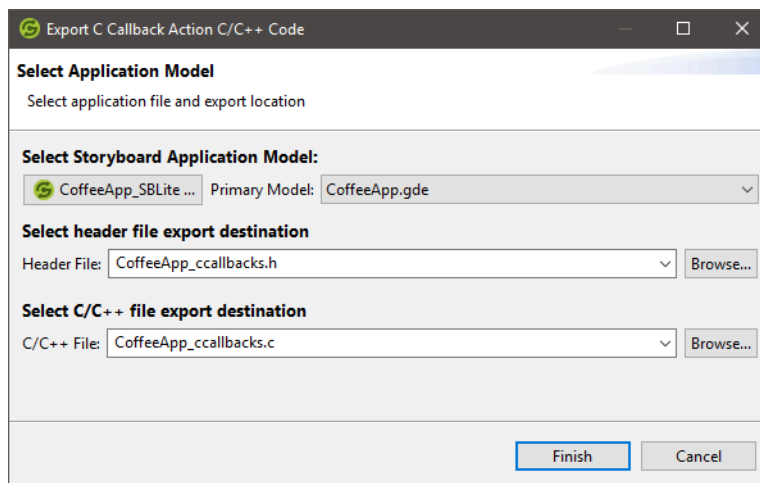 Export C Callback Action C/C++ Code
Select Application Model
Select application file and export location
Select Storyboard Application Model:
CoffeeApp_SBLite ... Primary Model: CoffeeApp.gde
Select header file export destination
Header File: CoffeeApp_ccallbacks.h Browse...
Select C/C++ file export destination
C/C++ File: CoffeeApp_ccallbacks.c Browse...
Finish Cancel